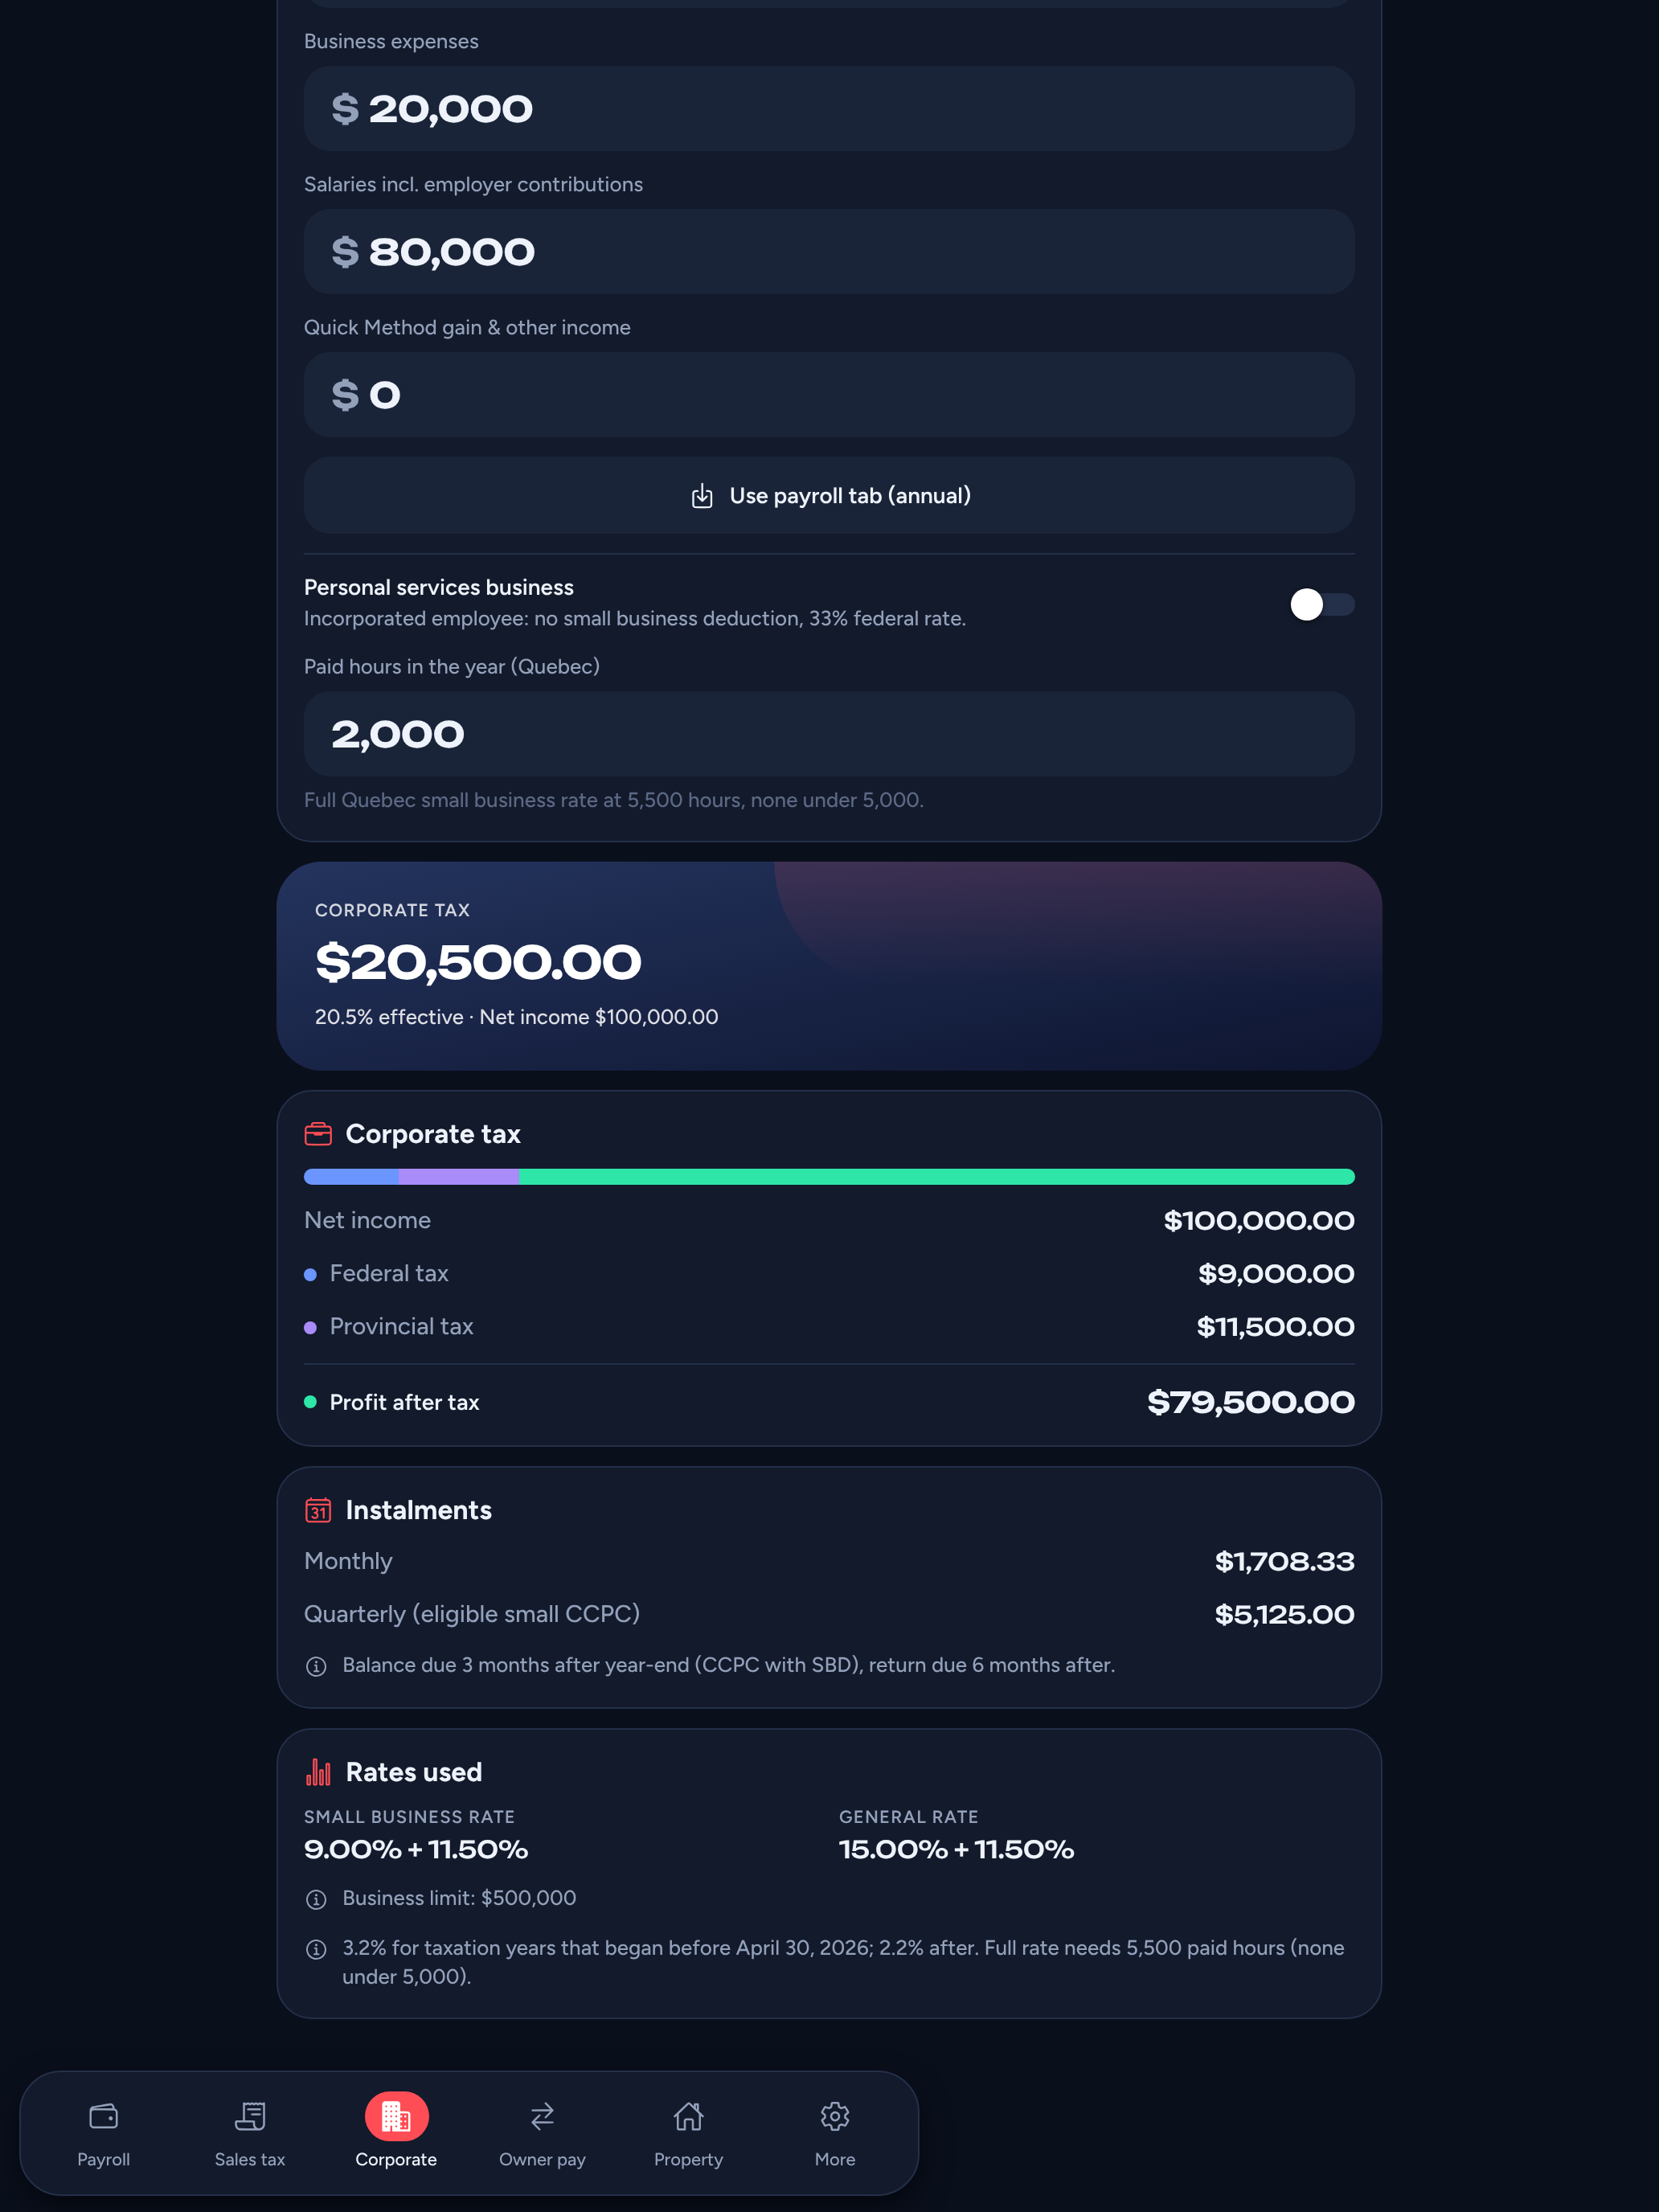 Business expenses
$ 20,000
Salaries incl. employer contributions
$ 80,000
Quick Method gain & other income
$ 0
Use payroll tab (annual)
Personal services business
Incorporated employee: no small business deduction, 33% federal rate.
Paid hours in the year (Quebec)
2,000
Full Quebec small business rate at 5,500 hours, none under 5,000.
CORPORATE TAX
$20,500.00
20.5% effective · Net income $100,000.00
Corporate tax
Net income $100,000.00
Federal tax $9,000.00
Provincial tax $11,500.00
Profit after tax $79,500.00
31 Instalments
Monthly $1,708.33
Quarterly (eligible small CCPC) $5,125.00
Balance due 3 months after year-end (CCPC with SBD), return due 6 months after.
Rates used
SMALL BUSINESS RATE GENERAL RATE
9.00% + 11.50% 15.00% + 11.50%
Business limit: $500,000
3.2% for taxation years that began before April 30, 2026; 2.2% after. Full rate needs 5,500 paid hours (none
under 5,000).
Payroll Sales tax Corporate Owner pay Property More